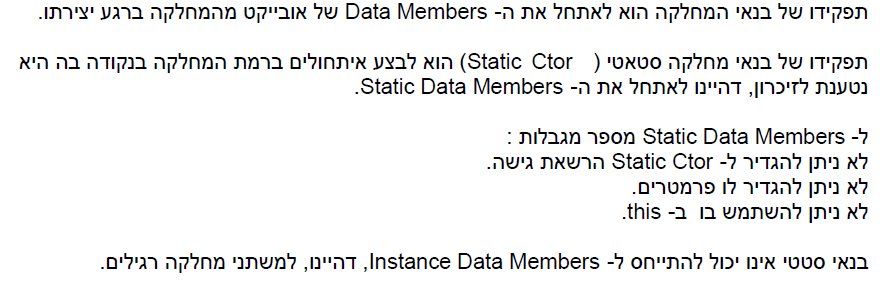 תפקידו של בנאי המחלקה הוא לאתחל את ה- Data Members של אובייקט מהמחלקה ברגע יצירתו.
תפקידו של בנאי מחלקה סטאטי ( Static Ctor) הוא לבצע איתחולים ברמת המחלקה בנקודה בה היא
נטענת לזיכרון, דהיינו לאתחל את ה- Static Data Members.
ל- Static Data Members מספר מגבלות :
לא ניתן להגדיר ל- Static Ctor הרשאת גישה.
לא ניתן להגדיר לו פרמטרים.
לא ניתן להשתמש בו ב- this.
בנאי סטטי אינו יכול להתייחס ל- Instance Data Members, דהיינו, למשתני מחלקה רגילים.